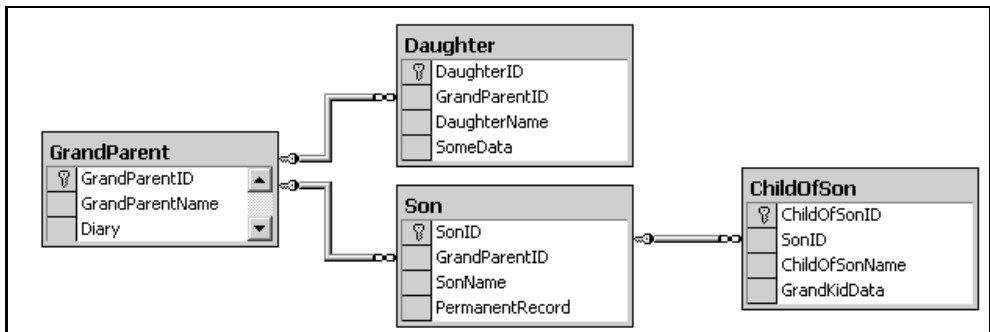 GrandParent
GrandParentID
GrandParentName
Diary
Daughter
DaughterID
GrandParentID
DaughterName
SomeData
Son
SonID
GrandParentID
SonName
PermanentRecord
ChildOfSon
ChildOfSonID
SonID
ChildOfSonName
GrandKidData